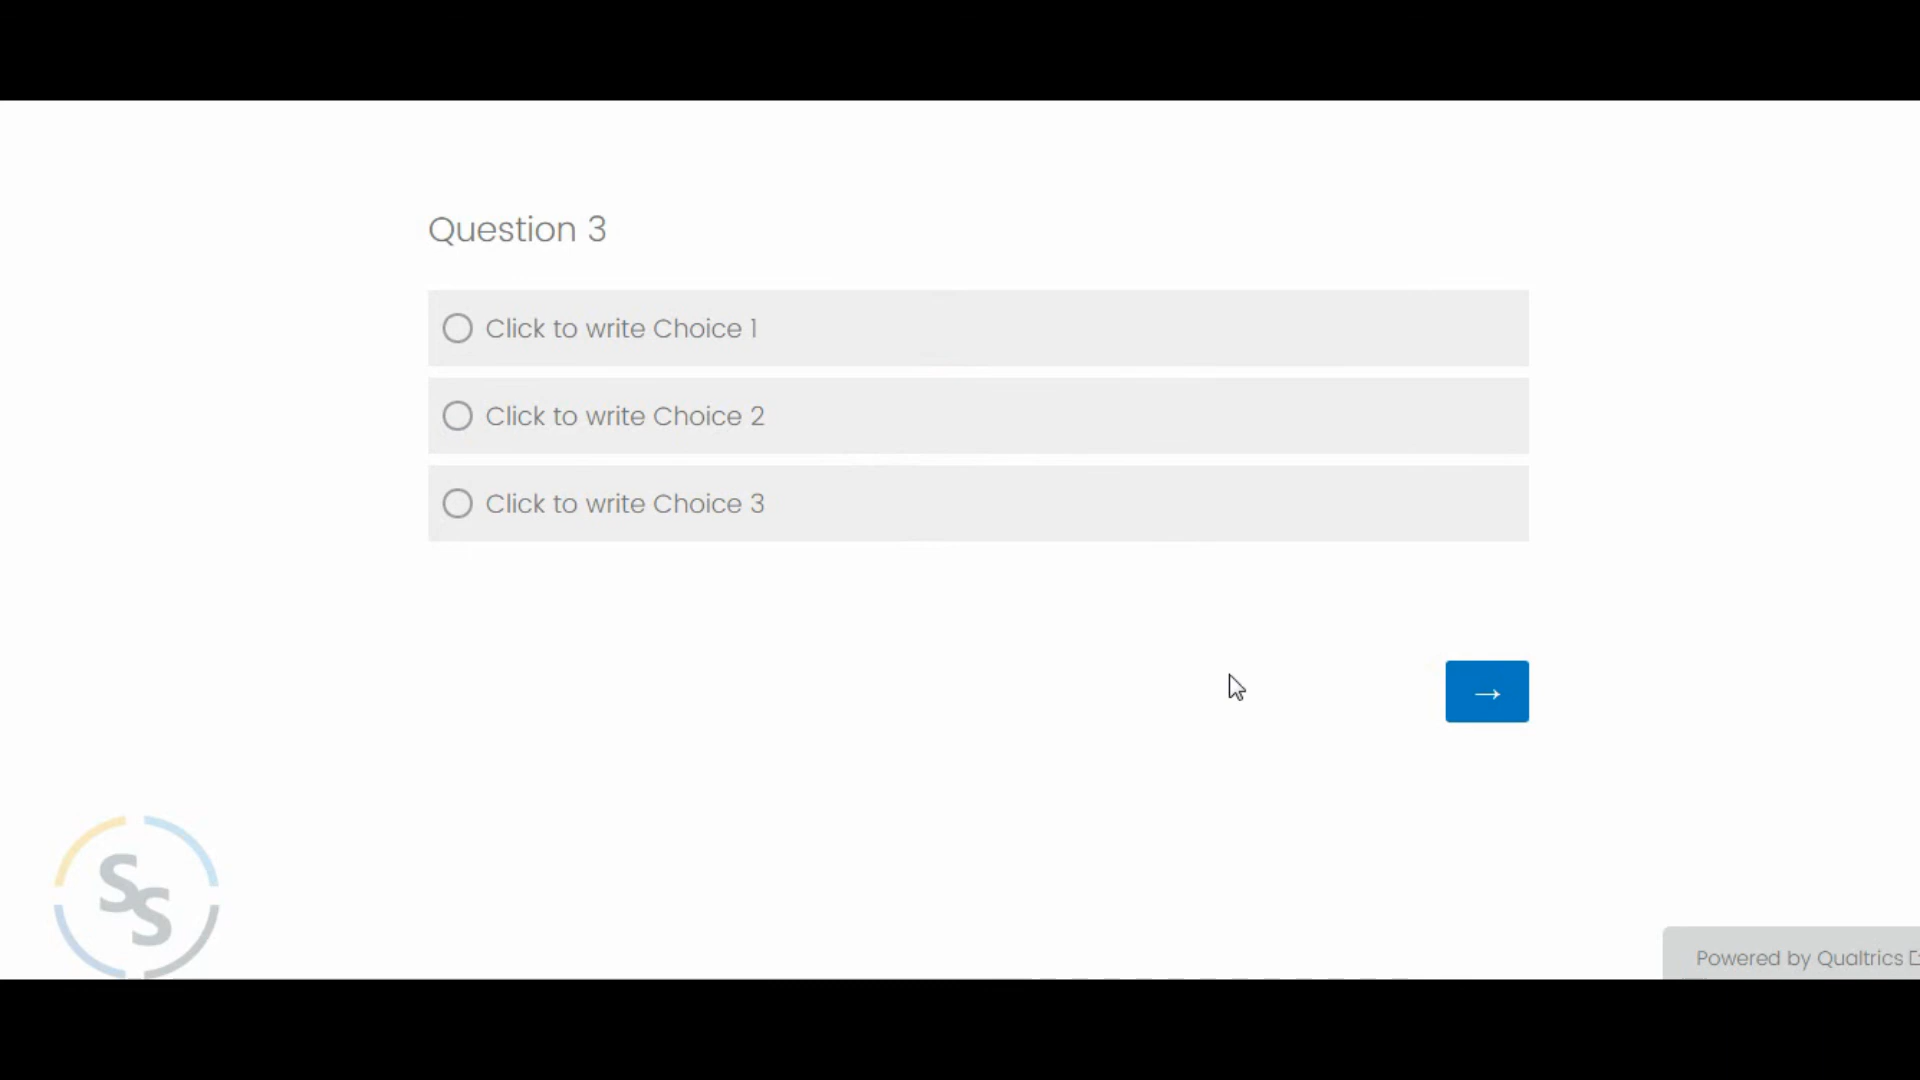 Question 3
Click to write Choice 1
Click to write Choice 2
Click to write Choice 3
→
SS
Powered by Qualtrics